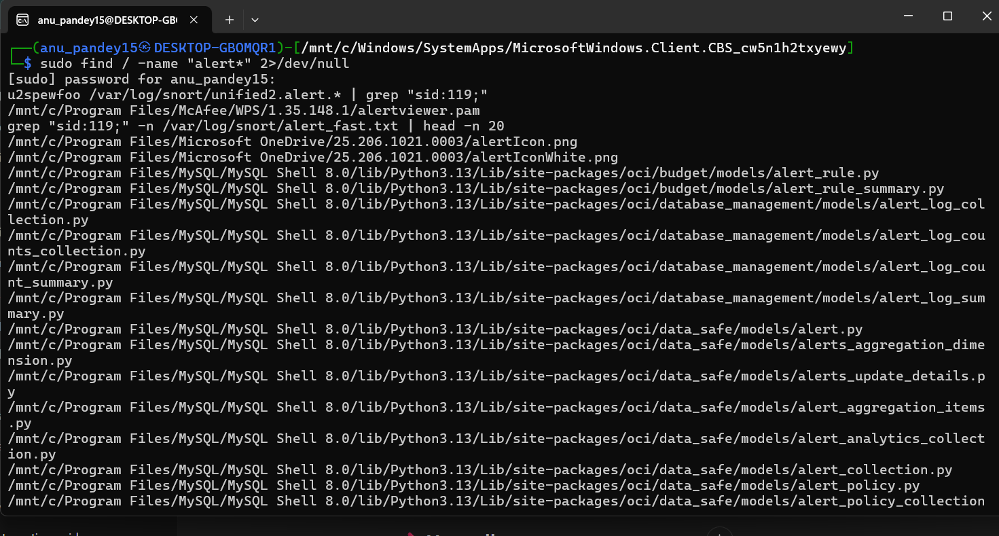 anu_pandey15@DESKTOP-GB
┌──(anu_pandey15㉿DESKTOP-GBOMQR1)-[/mnt/c/Windows/SystemApps/MicrosoftWindows.Client.CBS_cw5n1h2txyewy]
└─$ sudo find / -name "alert*" 2>/dev/null
[sudo] password for anu_pandey15:
u2spewfoo /var/log/snort/unified2.alert.* | grep "sid:119;"
/mnt/c/Program Files/McAfee/WPS/1.35.148.1/alertviewer.pam
grep "sid:119;" -n /var/log/snort/alert_fast.txt | head -n 20
/mnt/c/Program Files/Microsoft OneDrive/25.206.1021.0003/alertIcon.png
/mnt/c/Program Files/Microsoft OneDrive/25.206.1021.0003/alertIconWhite.png
/mnt/c/Program Files/MySQL/MySQL Shell 8.0/lib/Python3.13/Lib/site-packages/oci/budget/models/alert_rule.py
/mnt/c/Program Files/MySQL/MySQL Shell 8.0/lib/Python3.13/Lib/site-packages/oci/budget/models/alert_rule_summary.py
/mnt/c/Program Files/MySQL/MySQL Shell 8.0/lib/Python3.13/Lib/site-packages/oci/database_management/models/alert_log_col
lection.py
/mnt/c/Program Files/MySQL/MySQL Shell 8.0/lib/Python3.13/Lib/site-packages/oci/database_management/models/alert_log_cou
nts_collection.py
/mnt/c/Program Files/MySQL/MySQL Shell 8.0/lib/Python3.13/Lib/site-packages/oci/database_management/models/alert_log_cou
nt_summary.py
/mnt/c/Program Files/MySQL/MySQL Shell 8.0/lib/Python3.13/Lib/site-packages/oci/database_management/models/alert_log_sum
mary.py
/mnt/c/Program Files/MySQL/MySQL Shell 8.0/lib/Python3.13/Lib/site-packages/oci/data_safe/models/alert.py
/mnt/c/Program Files/MySQL/MySQL Shell 8.0/lib/Python3.13/Lib/site-packages/oci/data_safe/models/alerts_aggregation_dime
nsion.py
/mnt/c/Program Files/MySQL/MySQL Shell 8.0/lib/Python3.13/Lib/site-packages/oci/data_safe/models/alerts_update_details.p
y
/mnt/c/Program Files/MySQL/MySQL Shell 8.0/lib/Python3.13/Lib/site-packages/oci/data_safe/models/alert_aggregation_items
.py
/mnt/c/Program Files/MySQL/MySQL Shell 8.0/lib/Python3.13/Lib/site-packages/oci/data_safe/models/alert_analytics_collect
ion.py
/mnt/c/Program Files/MySQL/MySQL Shell 8.0/lib/Python3.13/Lib/site-packages/oci/data_safe/models/alert_collection.py
/mnt/c/Program Files/MySQL/MySQL Shell 8.0/lib/Python3.13/Lib/site-packages/oci/data_safe/models/alert_policy.py
/mnt/c/Program Files/MySQL/MySQL Shell 8.0/lib/Python3.13/Lib/site-packages/oci/data_safe/models/alert_policy_collection